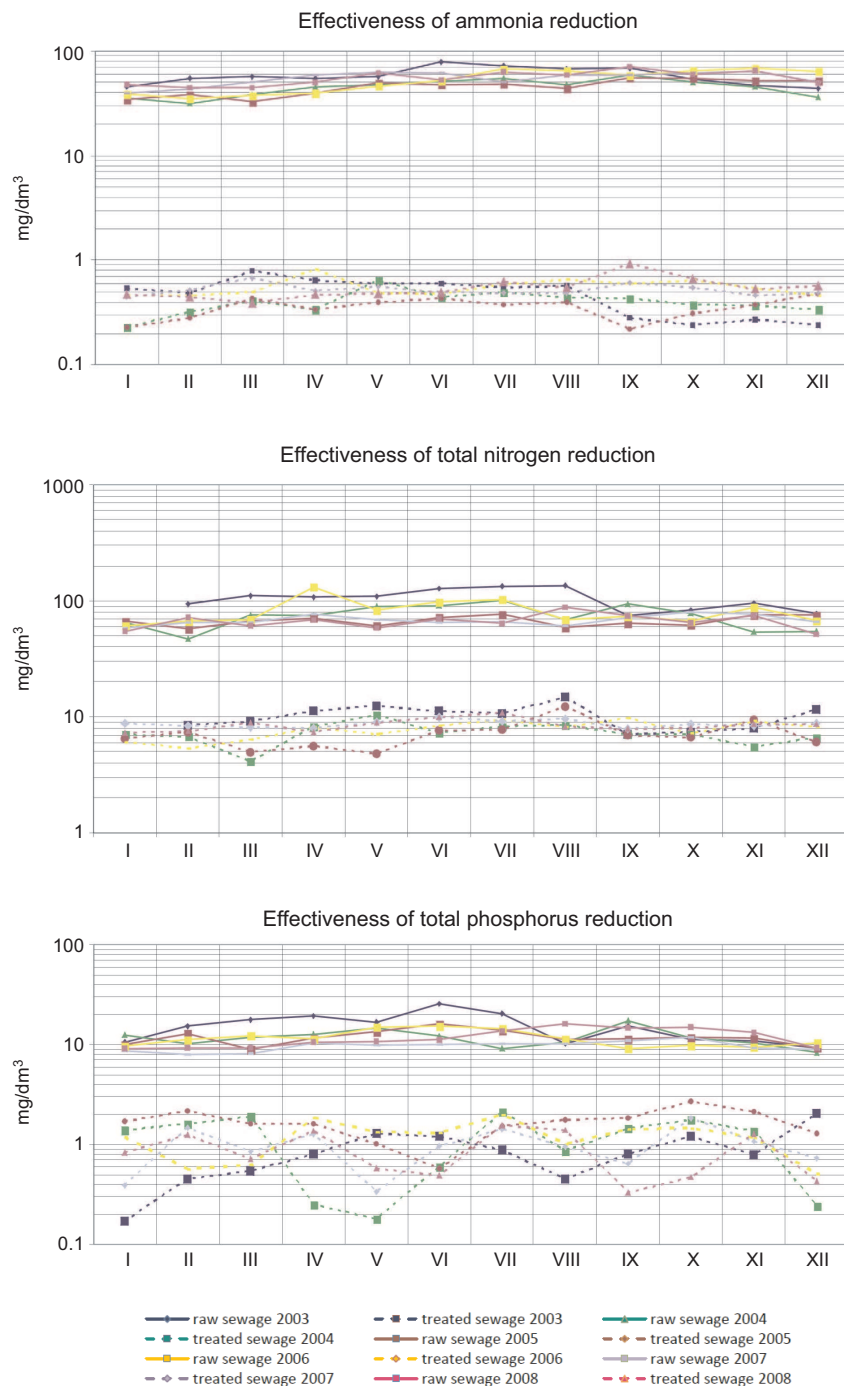 Effectiveness of ammonia reduction
100
10
1
0.1
mg/dm³
I II III IV V VI VII VIII IX X XI XII
Effectiveness of total nitrogen reduction
1000
100
10
1
mg/dm³
I II III IV V VI VII VIII IX X XI XII
Effectiveness of total phosphorus reduction
100
10
1
0.1
mg/dm³
I II III IV V VI VII VIII IX X XI XII
raw sewage 2003 treated sewage 2003 raw sewage 2004
treated sewage 2004 raw sewage 2005 treated sewage 2005
raw sewage 2006 treated sewage 2006 raw sewage 2007
treated sewage 2007 raw sewage 2008 treated sewage 2008